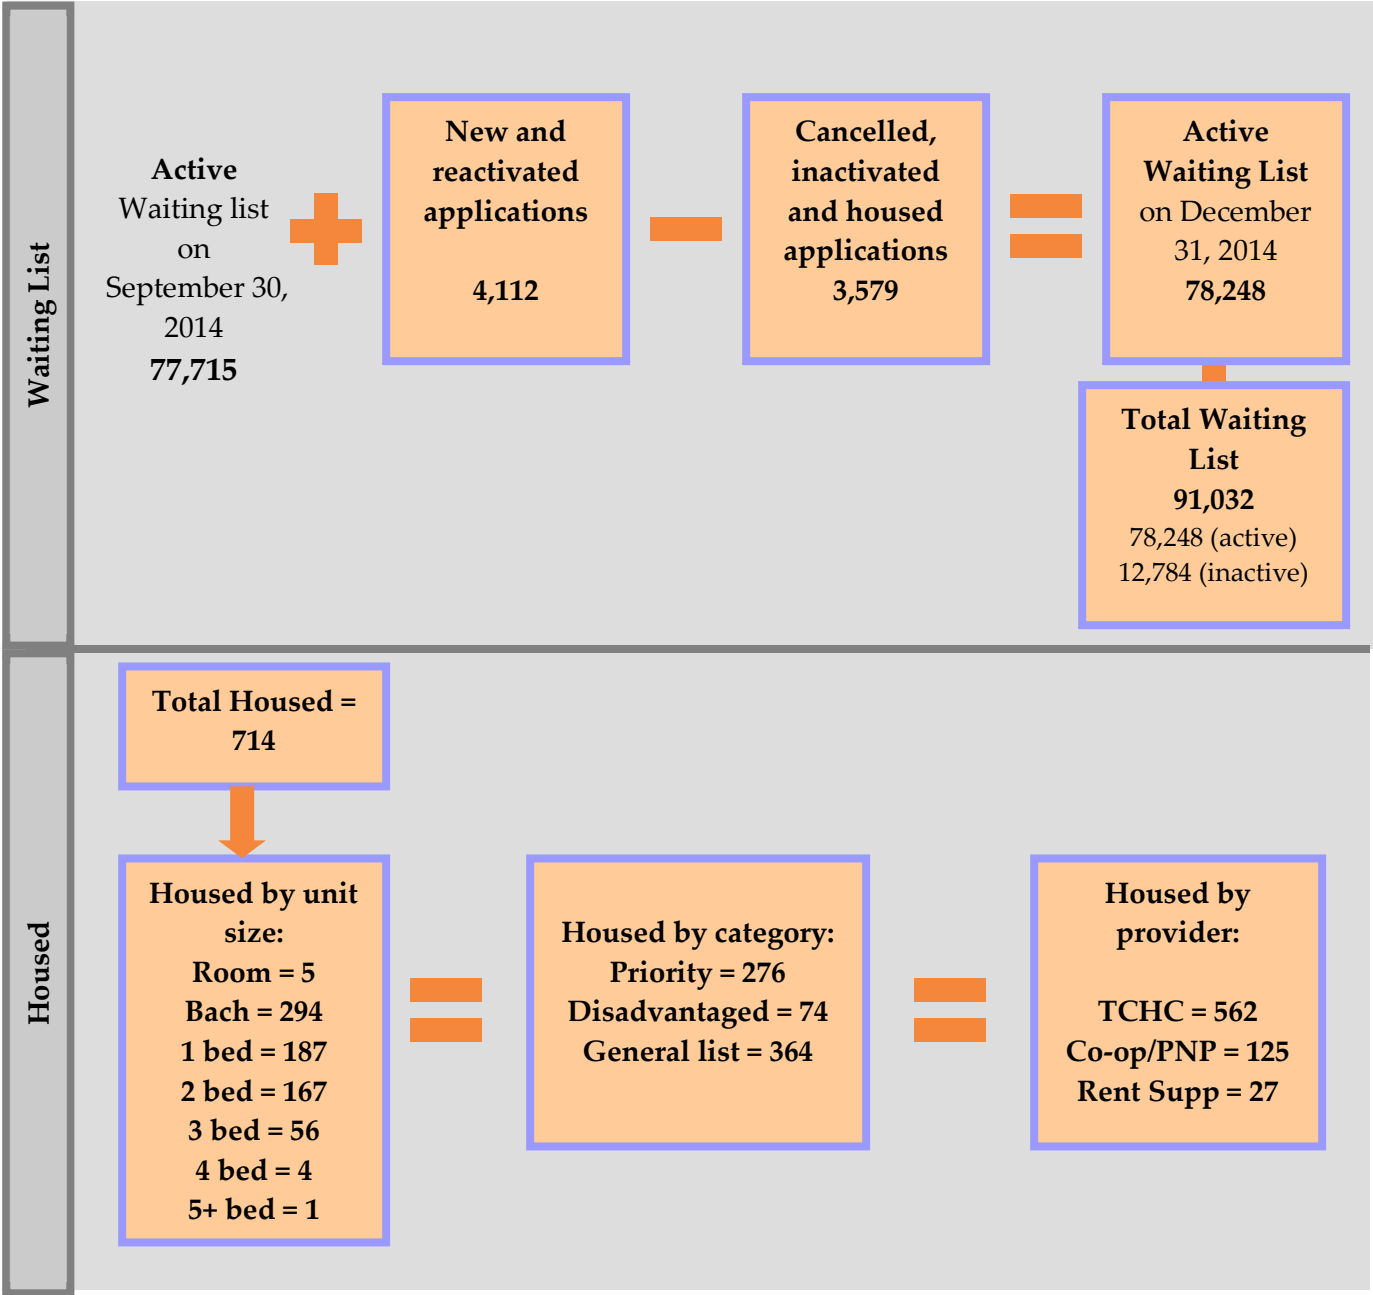 Waiting List
Active
Waiting list
on
September 30,
2014
77,715
New and
reactivated
applications
4,112
Cancelled,
inactivated
and housed
applications
3,579
Active
Waiting List
on December
31, 2014
78,248
Total Waiting
List
91,032
78,248 (active)
12,784 (inactive)
Housed
Total Housed =
714
Housed by unit
size:
Room = 5
Bach = 294
1 bed = 187
2 bed = 167
3 bed = 56
4 bed = 4
5+ bed = 1
Housed by category:
Priority = 276
Disadvantaged = 74
General list = 364
Housed by
provider:
TCHC = 562
Co-op/PNP = 125
Rent Supp = 27